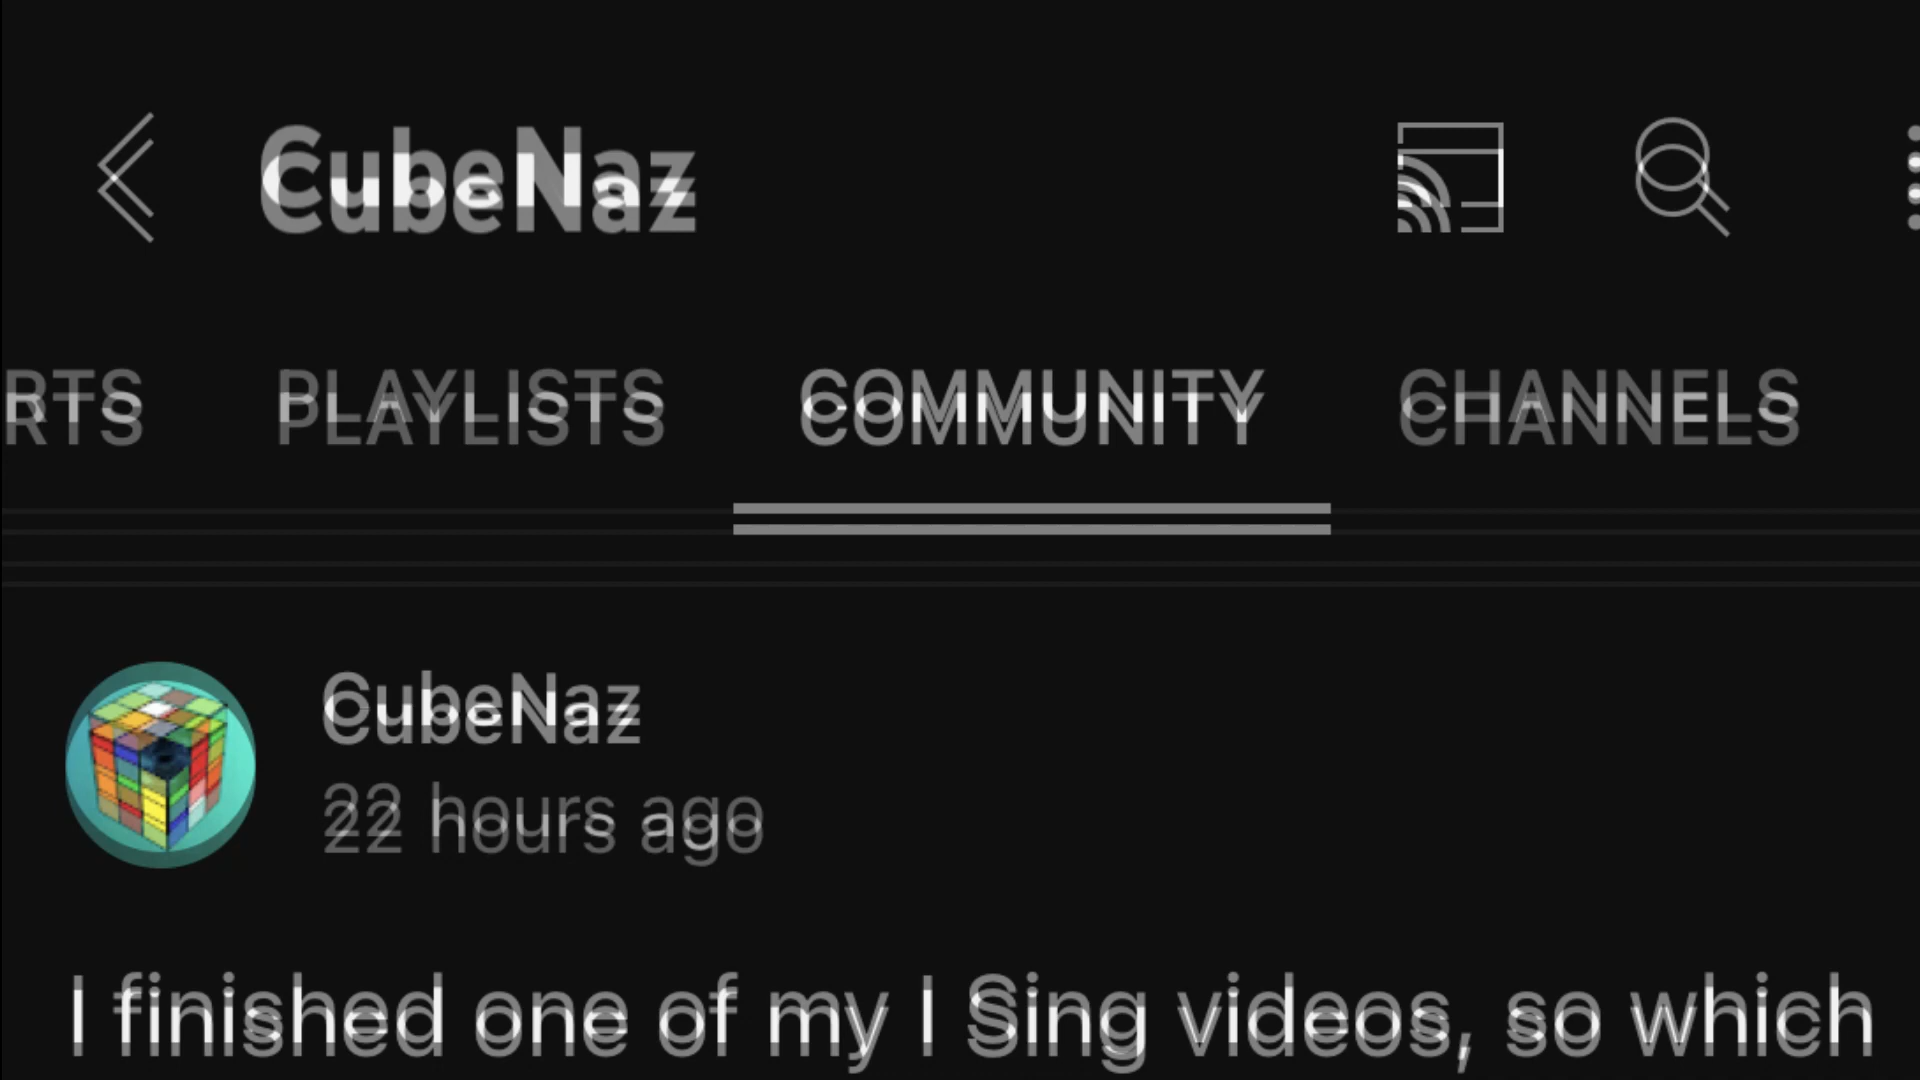 CubeNaz
RTS PLAYLISTS COMMUNITY CHANNELS
CubeNaz
22 hours ago
I finished one of my I Sing videos, so which